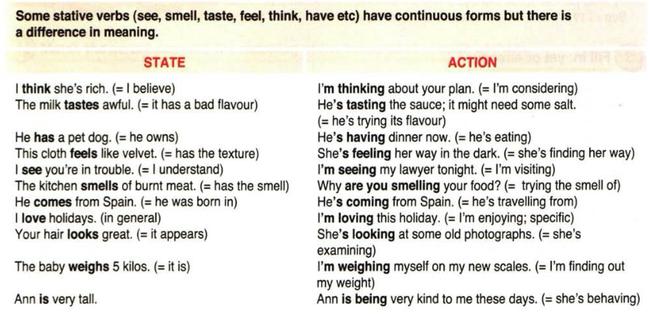 Some stative verbs (see, smell, taste, feel, think, have etc) have continuous forms but there is
a difference in meaning.
STATE ACTION
I think she's rich. (= I believe) I'm thinking about your plan. (= I'm considering)
The milk tastes awful. (= it has a bad flavour) He's tasting the sauce; it might need some salt.
(= he's trying its flavour)
He has a pet dog. (= he owns) He's having dinner now. (= he's eating)
This cloth feels like velvet. (= has the texture) She's feeling her way in the dark. (= she's finding her way)
I see you're in trouble. (= I understand) I'm seeing my lawyer tonight. (= I'm visiting)
The kitchen smells of burnt meat. (= has the smell) Why are you smelling your food? (= trying the smell of)
He comes from Spain. (= he was born in) He's coming from Spain. (= he's travelling from)
I love holidays. (in general) I'm loving this holiday. (= I'm enjoying; specific)
Your hair looks great. (= it appears) She's looking at some old photographs. (= she's
examining)
The baby weighs 5 kilos. (= it is) I'm weighing myself on my new scales. (= I'm finding out
my weight)
Ann is very tall. Ann is being very kind to me these days. (= she's behaving)